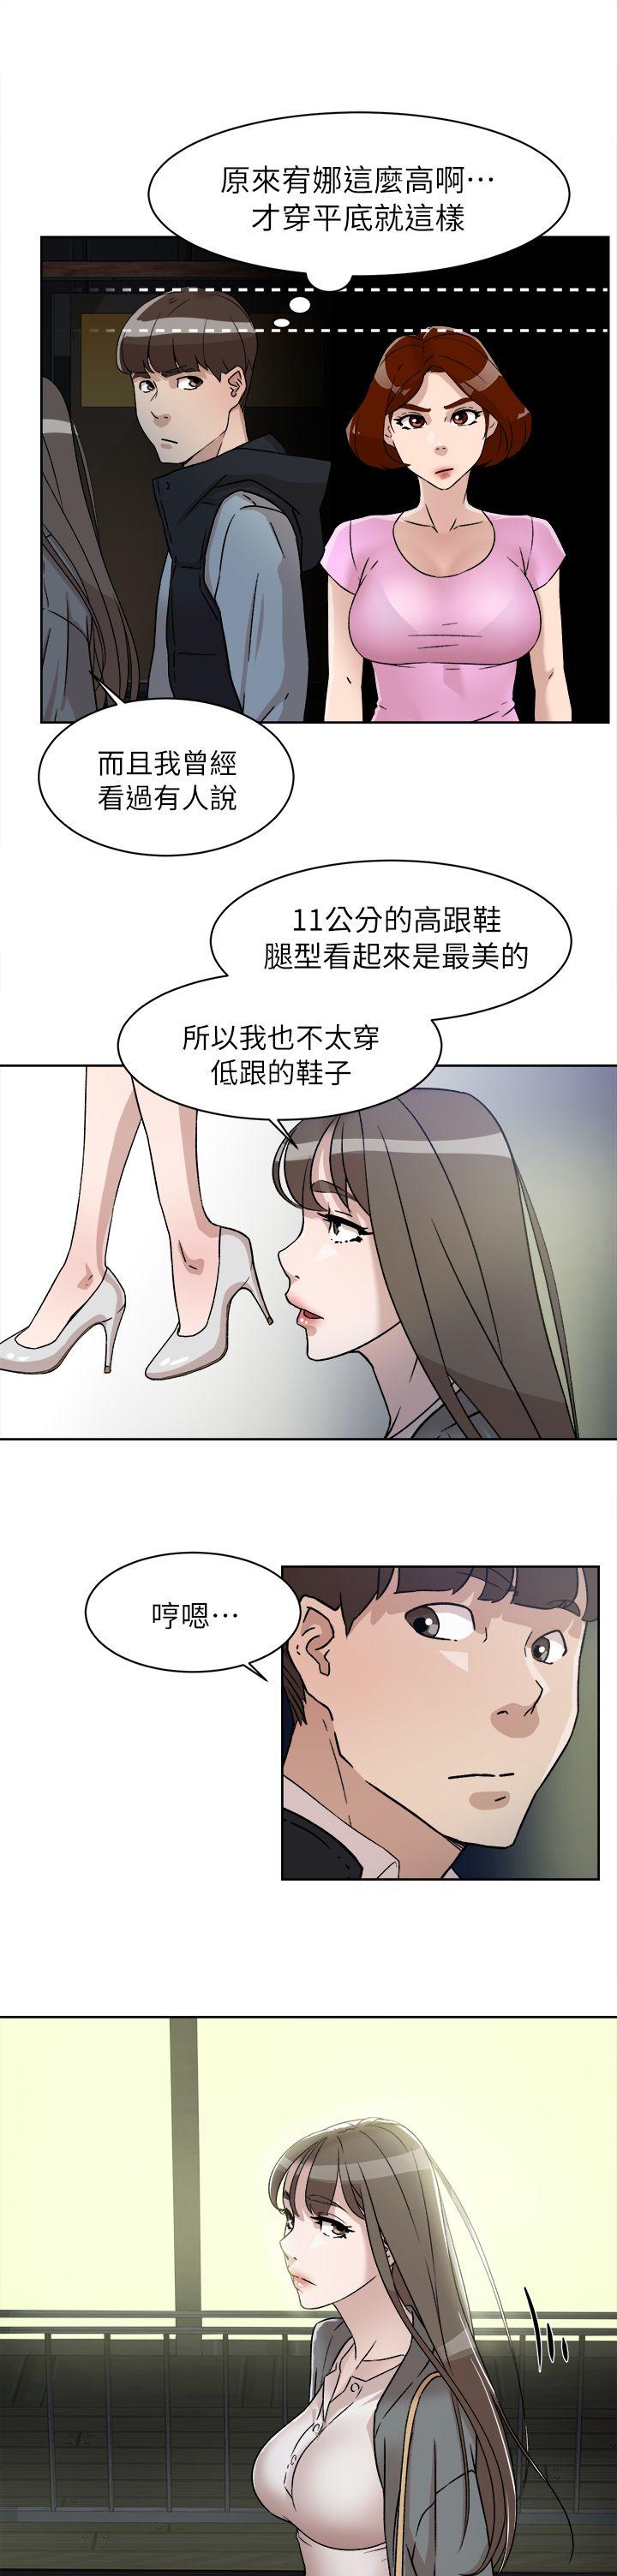 原來宥娜這麼高啊…
才穿平底就這樣
而且我曾經
看過有人說
11公分的高跟鞋
腿型看起來是最美的
所以我也不太穿
低跟的鞋子
哼嗯…